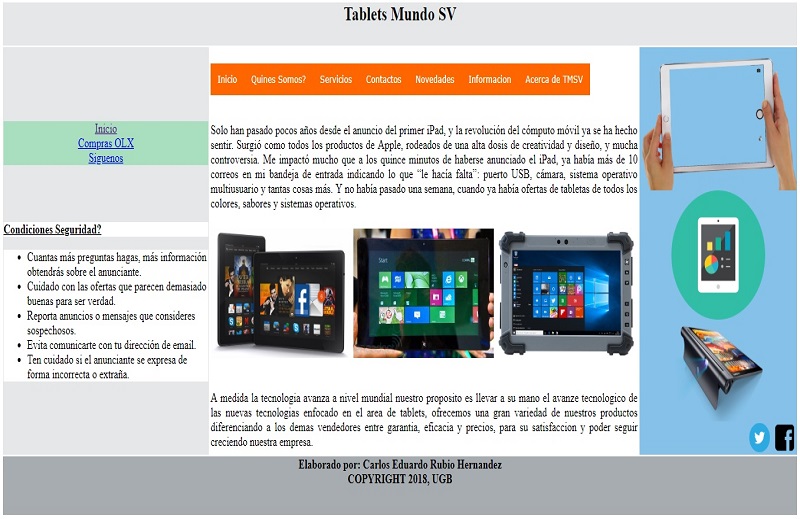 Tablets Mundo SV
Inicio Quines Somos? Servicios Contactos Novedades Informacion Acerca de TMSV
Inicio
Compras OLX
Siguenos
Condiciones Seguridad?
Cuantas más preguntas hagas, más información
obtendrás sobre el anunciante.
Cuidado con las ofertas que parecen demasiado
buenas para ser verdad.
Reporta anuncios o mensajes que consideres
sospechosos.
Evita comunicarte con tu dirección de email.
Ten cuidado si el anunciante se expresa de
forma incorrecta o extraña.
Solo han pasado pocos años desde el anuncio del primer iPad, y la revolución del cómputo móvil ya se ha hecho
sentir. Surgió como todos los productos de Apple, rodeados de una alta dosis de creatividad y diseño, y mucha
controversia. Me impactó mucho que a los quince minutos de haberse anunciado el iPad, ya había más de 10
correos en mi bandeja de entrada indicando lo que “le hacía falta”: puerto USB, cámara, sistema operativo
multiusuario y tantas cosas más. Y no había pasado una semana, cuando ya había ofertas de tabletas de todos los
colores, sabores y sistemas operativos.
Start
A medida la tecnologia avanza a nivel mundial nuestro proposito es llevar a su mano el avanze tecnologico de
las nuevas tecnologias enfocado en el area de tablets, ofrecemos una gran variedad de nuestros productos
diferenciando a los demas vendedores entre garantia, eficacia y precios, para su satisfaccion y poder seguir
creciendo nuestra empresa.
Elaborado por: Carlos Eduardo Rubio Hernandez
COPYRIGHT 2018, UGB